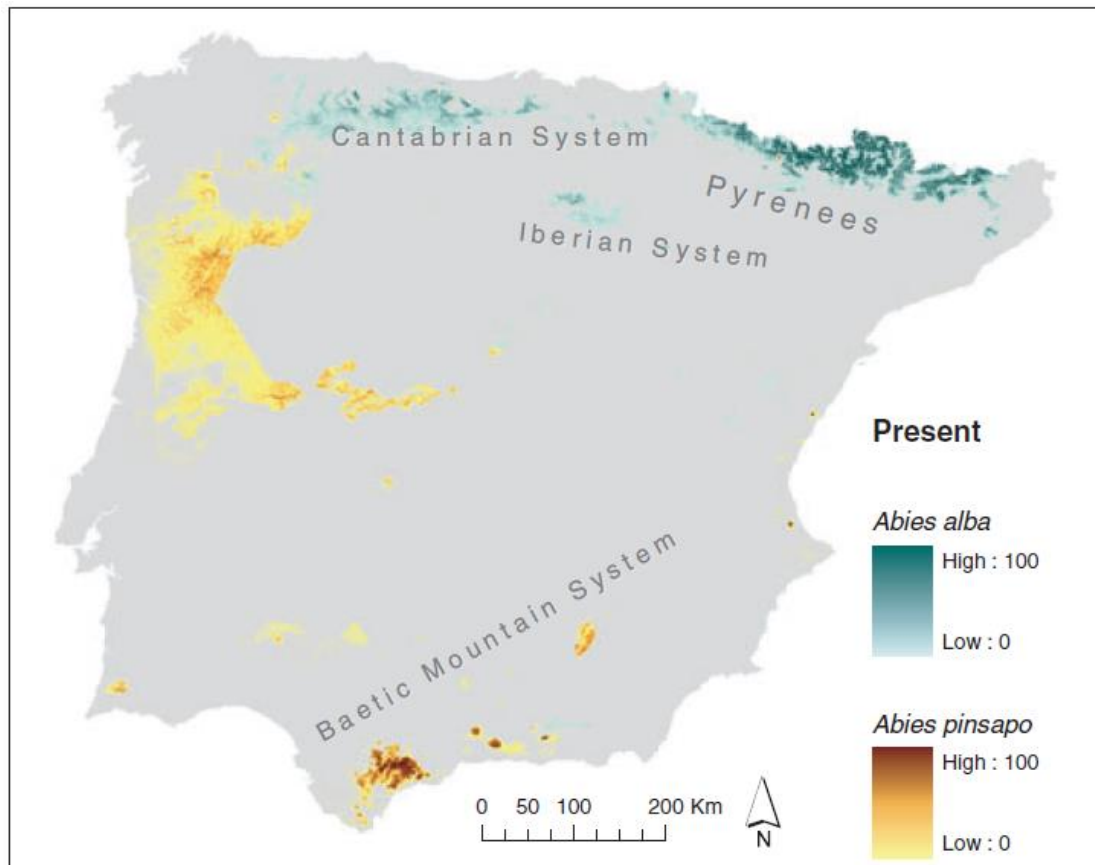 Cantabrian System
Pyrenees
Iberian System
Present
Abies alba
High : 100
Low : 0
Baetic Mountain System
Abies pinsapo
High : 100
Low : 0
0 50 100 200 Km
N